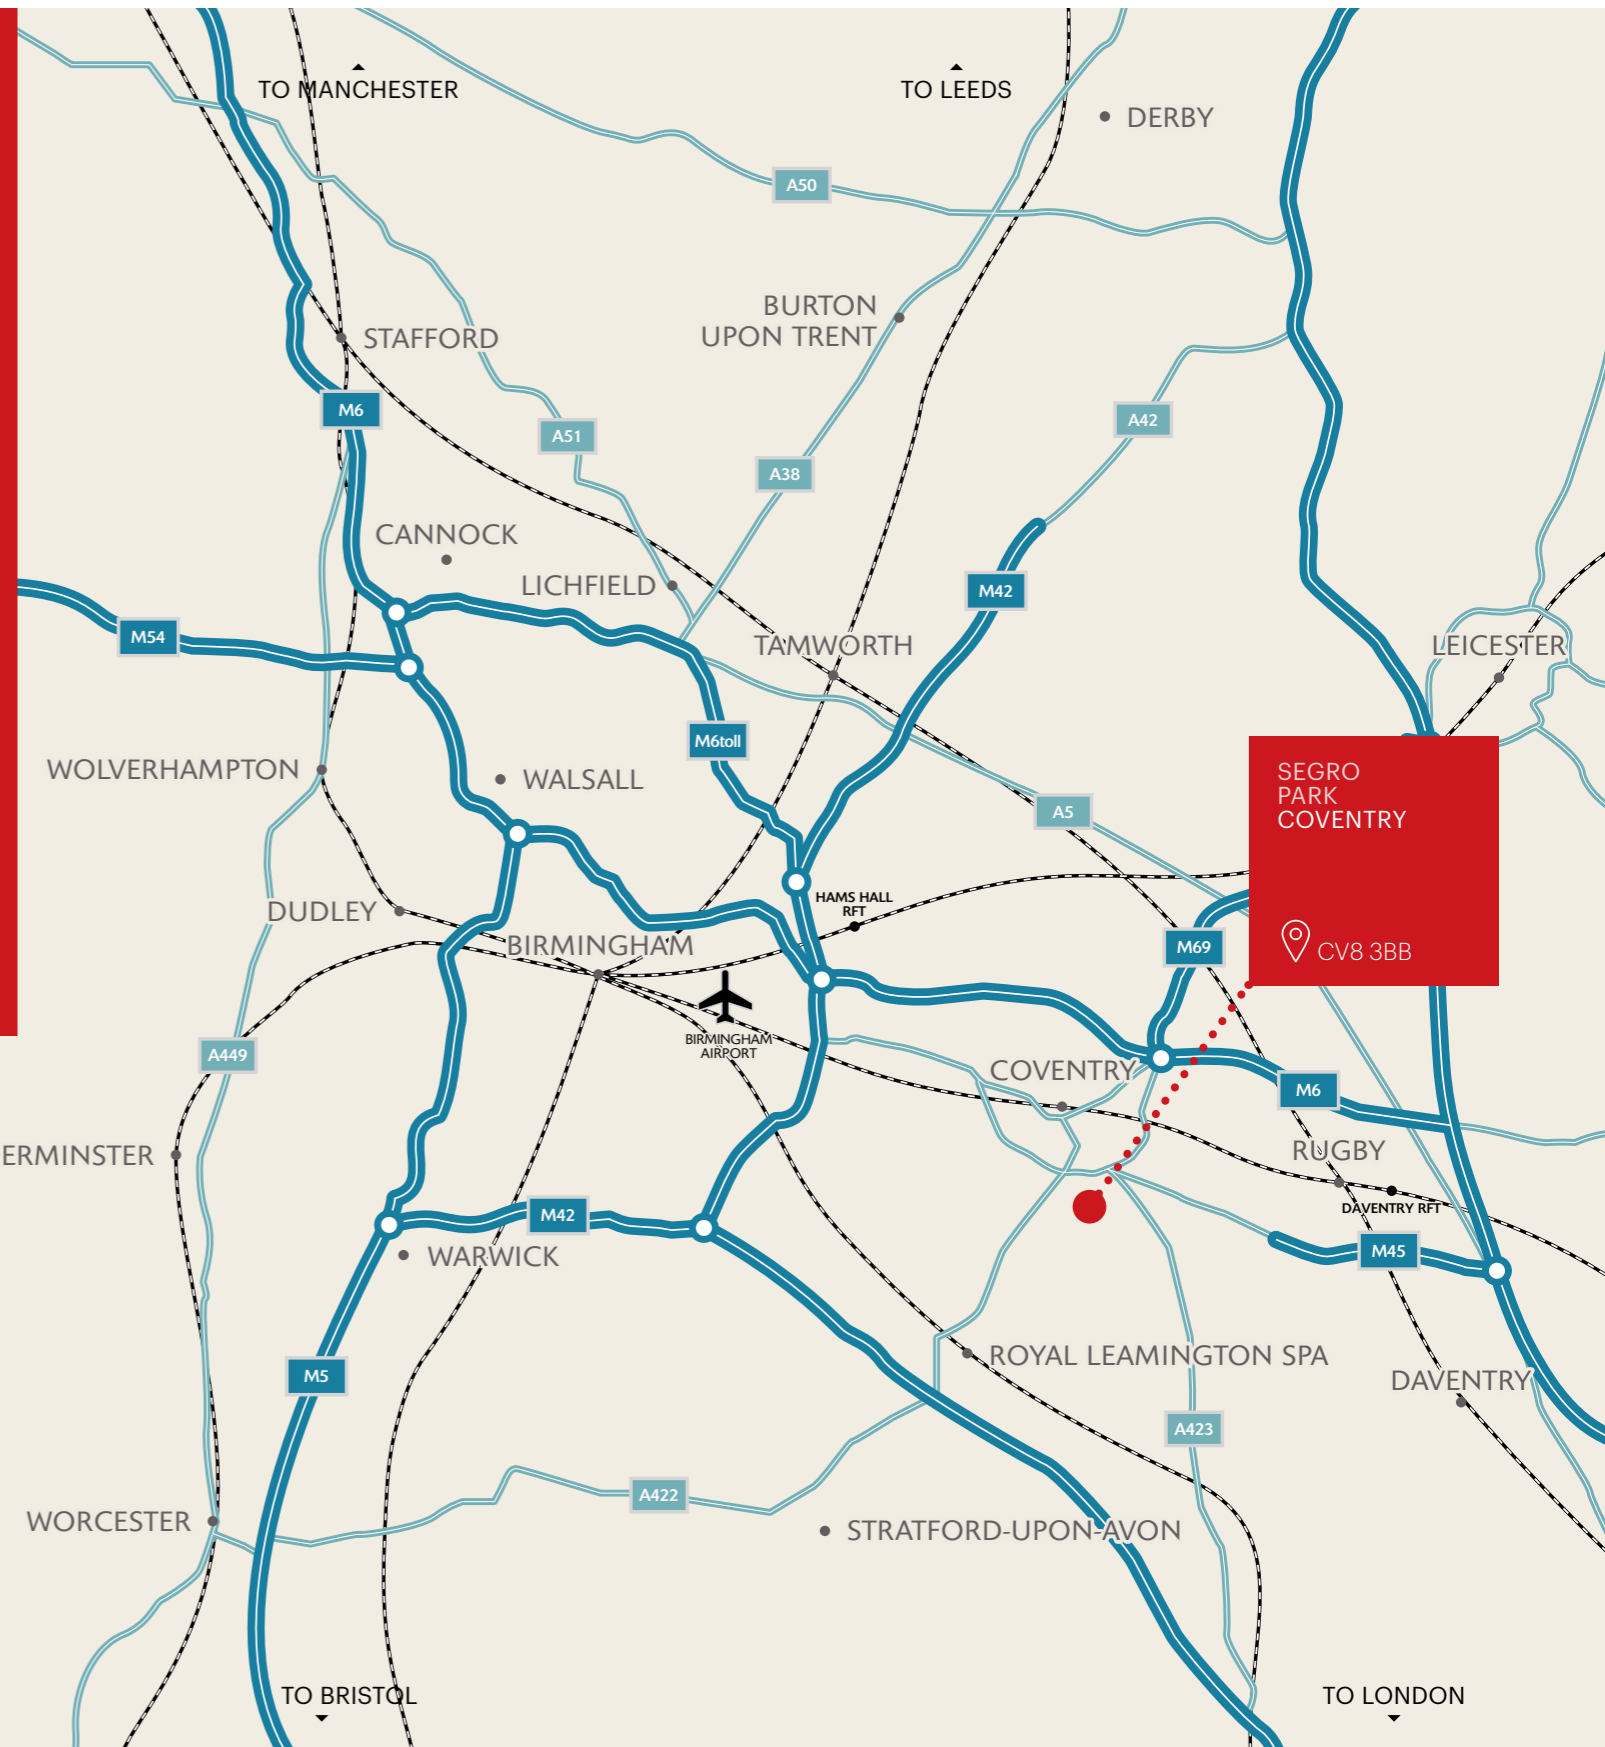 TO MANCHESTER
TO LEEDS
DERBY
A50
BURTON
UPON TRENT
STAFFORD
M6
A51
A38
A42
CANNOCK
LICHFIELD
M42
M54
TAMWORTH
LEICESTER
M6toll
WOLVERHAMPTON
WALSALL
A5
SEGRO
PARK
COVENTRY
CV8 3BB
HAMS HALL
RFT
DUDLEY
BIRMINGHAM
M69
BIRMINGHAM
AIRPORT
A449
COVENTRY
M6
ERMINSTER
RUGBY
DAVENTRY RFT
M42
WARWICK
M45
ROYAL LEAMINGTON SPA
M5
DAVENTRY
A423
A422
WORCESTER
STRATFORD-UPON-AVON
TO BRISTOL
TO LONDON